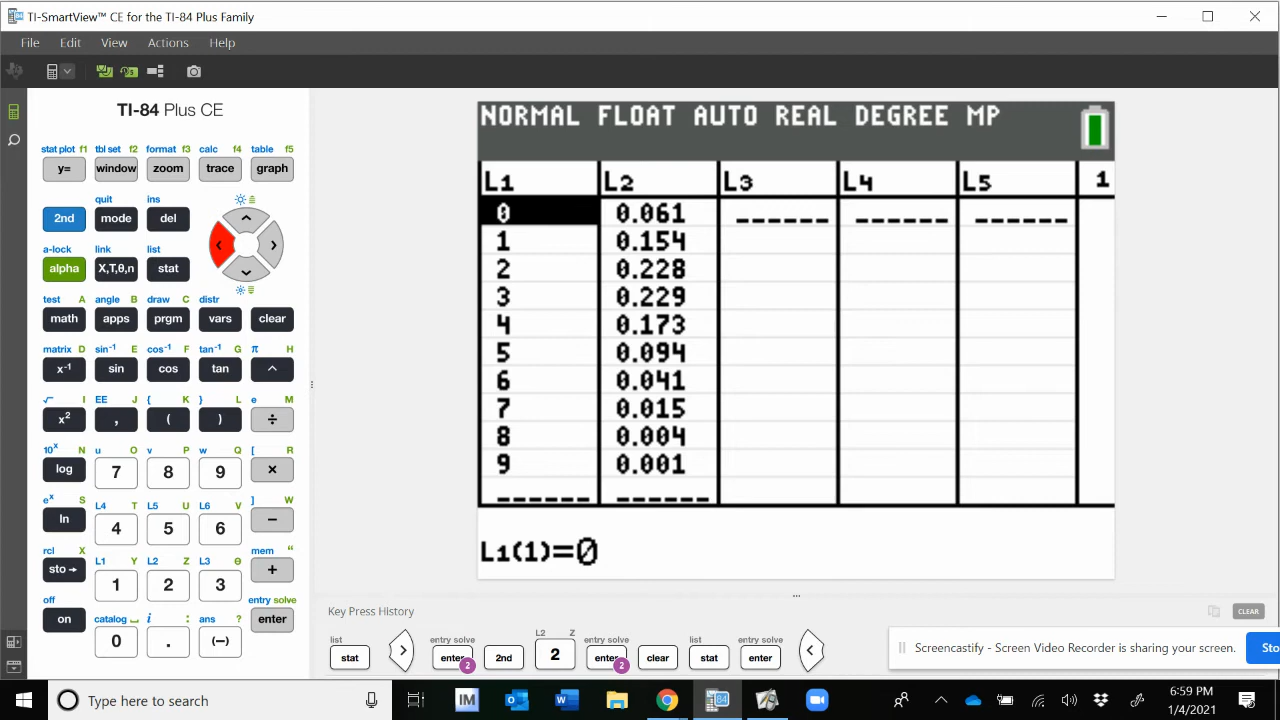 TI-SmartView™ CE for the TI-84 Plus Family
File Edit View Actions Help
TI-84 Plus CE
stat plot f1 tbl set f2 format f3 calc f4 table f5
y= window zoom trace graph
quit ins
2nd mode del
a-lock link list
alpha X,T,θ,n stat
test A angle B draw C distr
math apps prgm vars clear
matrix D sin⁻¹ E cos⁻¹ F tan⁻¹ G π H
x⁻¹ sin cos tan ^
√ I EE J { K } L e M
x² , ( ) ÷
10ˣ N u O v P w Q [ R
log 7 8 9 ×
eˣ S L4 T L5 U L6 V ] W
ln 4 5 6 −
rcl X L1 Y L2 Z L3 θ mem "
sto→ 1 2 3 +
off catalog i : ans ? entry solve
on 0 . (−) enter
NORMAL FLOAT AUTO REAL DEGREE MP
L1 L2 L3 L4 L5 1
0 0.061 ------ ------ ------
1 0.154
2 0.228
3 0.229
4 0.173
5 0.094
6 0.041
7 0.015
8 0.004
9 0.001
------ ------
L1(1)=0
Key Press History
CLEAR
list entry solve L2 Z entry solve list entry solve
stat enter 2 2nd 2 enter 2 clear stat enter
Screencastify - Screen Video Recorder is sharing your screen. Sto
Type here to search
IM
84
6:59 PM
1/4/2021